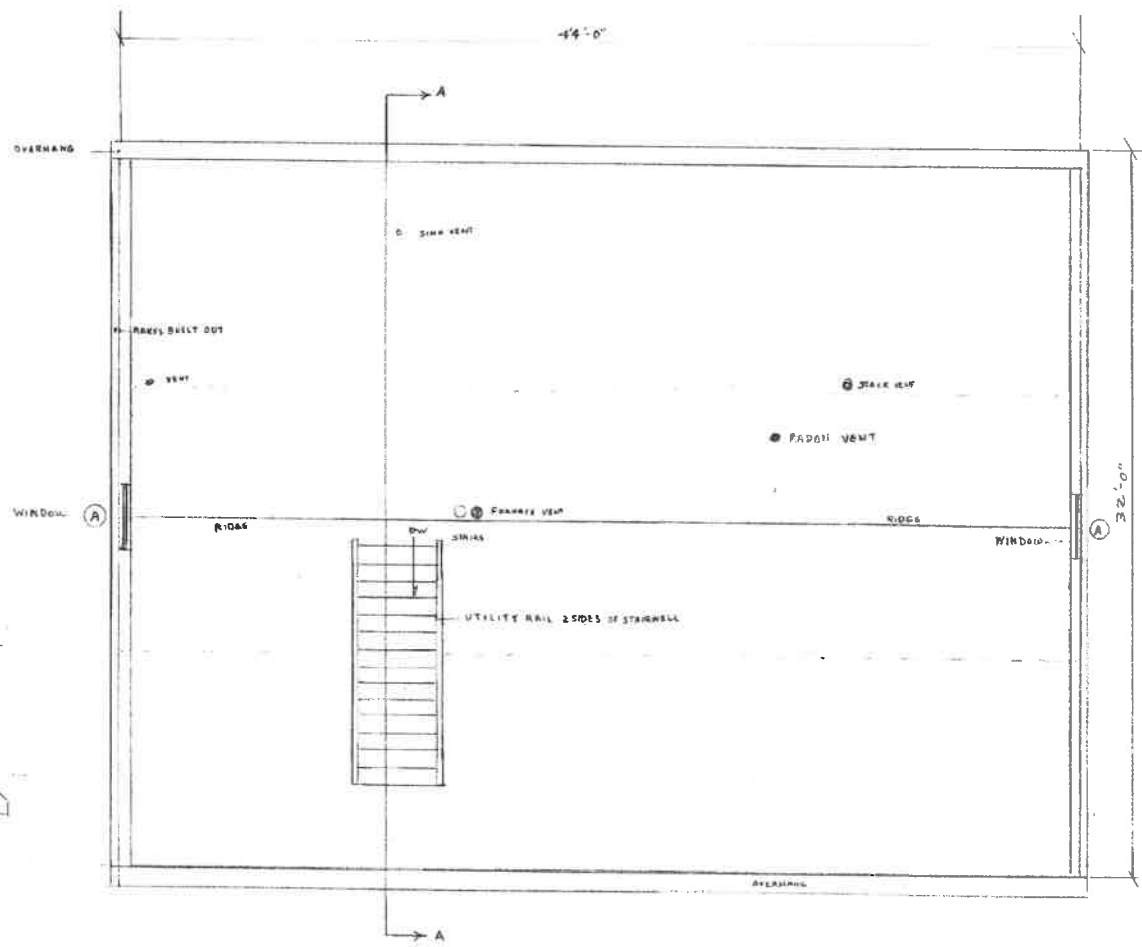 44'-0"
A
OVERHANG
SINK VENT
RAKES BUILT OUT
VENT
STACK VENT
RADON VENT
32'-0"
WINDOW A
RIDGE
FURNACE VENT
RIDGE
A
DW
STAIRS
WINDOW
UTILITY RAIL 2 SIDES OF STAIRWELL
OVERHANG
A